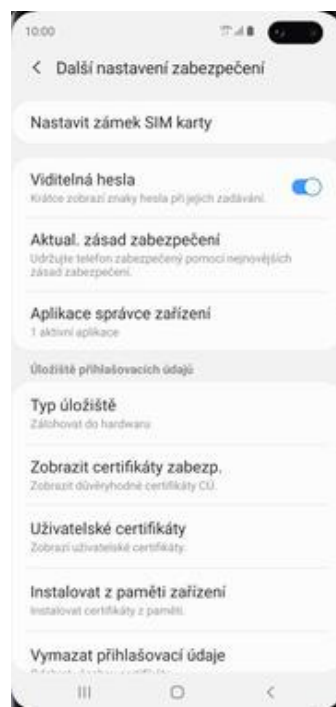 10:00
Další nastavení zabezpečení
Nastavit zámek SIM karty
Viditelná hesla
Krátce zobrazí znaky hesla při jejich zadávání.
Aktual. zásad zabezpečení
Udržujte telefon zabezpečený pomocí nejnovějších
zásad zabezpečení.
Aplikace správce zařízení
1 aktivní aplikace
Úložiště přihlašovacích údajů
Typ úložiště
Zálohovat do hardwaru
Zobrazit certifikáty zabezp.
Zobrazit důvěryhodné certifikáty CÚ.
Uživatelské certifikáty
Zobrazí uživatelské certifikáty.
Instalovat z paměti zařízení
Instalovat certifikáty z paměti.
Vymazat přihlašovací údaje